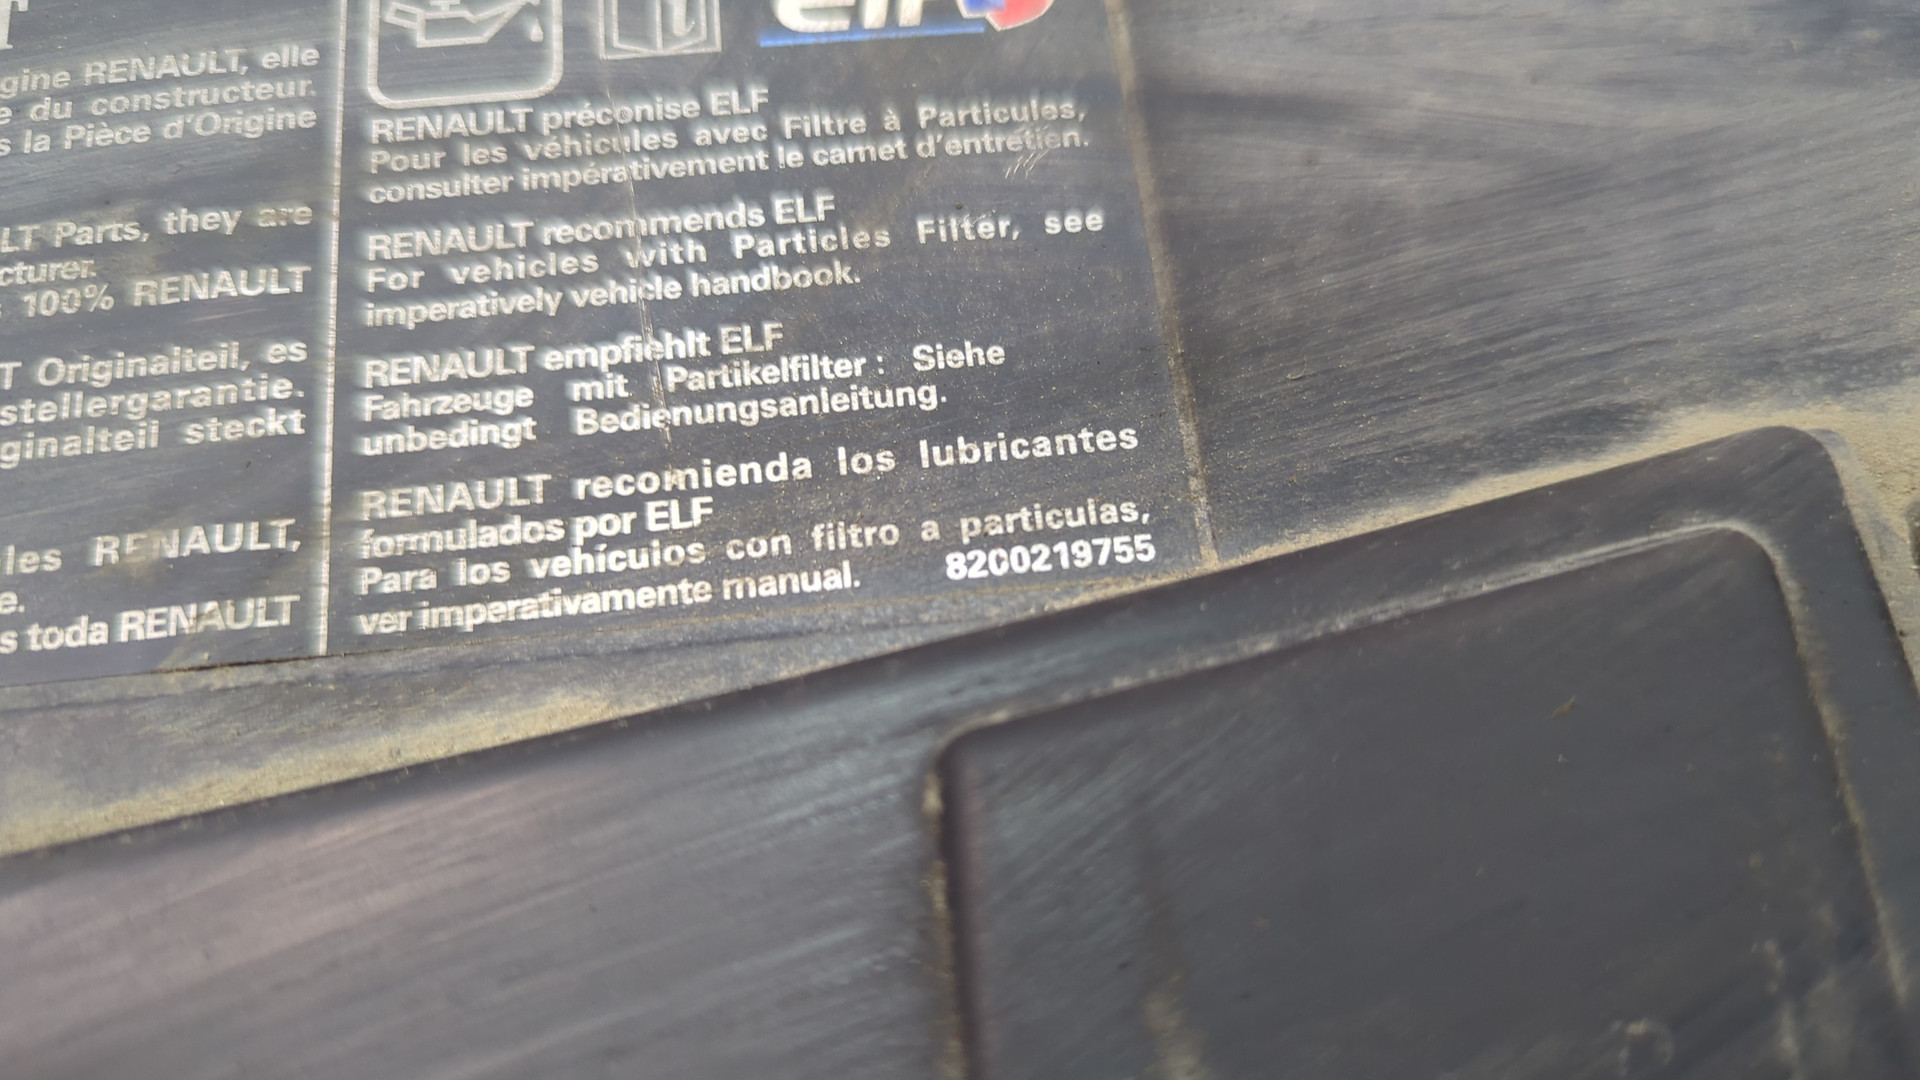 gine RENAULT, elle
e du constructeur.
s la Pièce d'Origine
LT Parts, they are
cturer.
100% RENAULT
T Originalteil, es
stellergarantie.
ginalteil steckt
les RENAULT,
e.
s toda RENAULT
elf
RENAULT préconise ELF
Pour les véhicules avec Filtre à Particules,
consulter impérativement le carnet d'entretien.
RENAULT recommends ELF
For vehicles with Particles Filter, see
imperatively vehicle handbook.
RENAULT empfiehlt ELF
Fahrzeuge mit Partikelfilter : Siehe
unbedingt Bedienungsanleitung.
RENAULT recomienda los lubricantes
formulados por ELF
Para los vehículos con filtro a particulas,
ver imperativamente manual. 8200219755